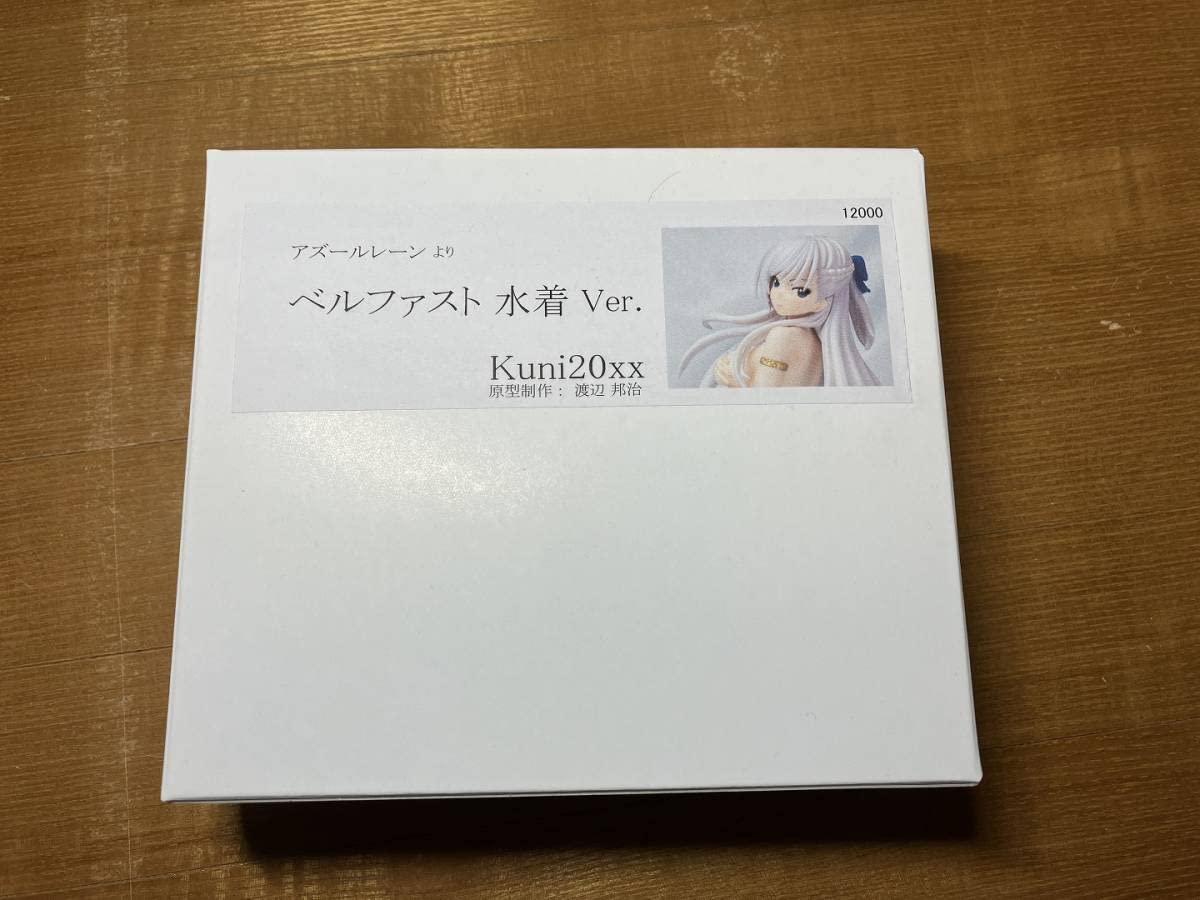 12000
アズールレーン より
ベルファスト 水着 Ver.
Kuni20xx
原型制作： 渡辺 邦治